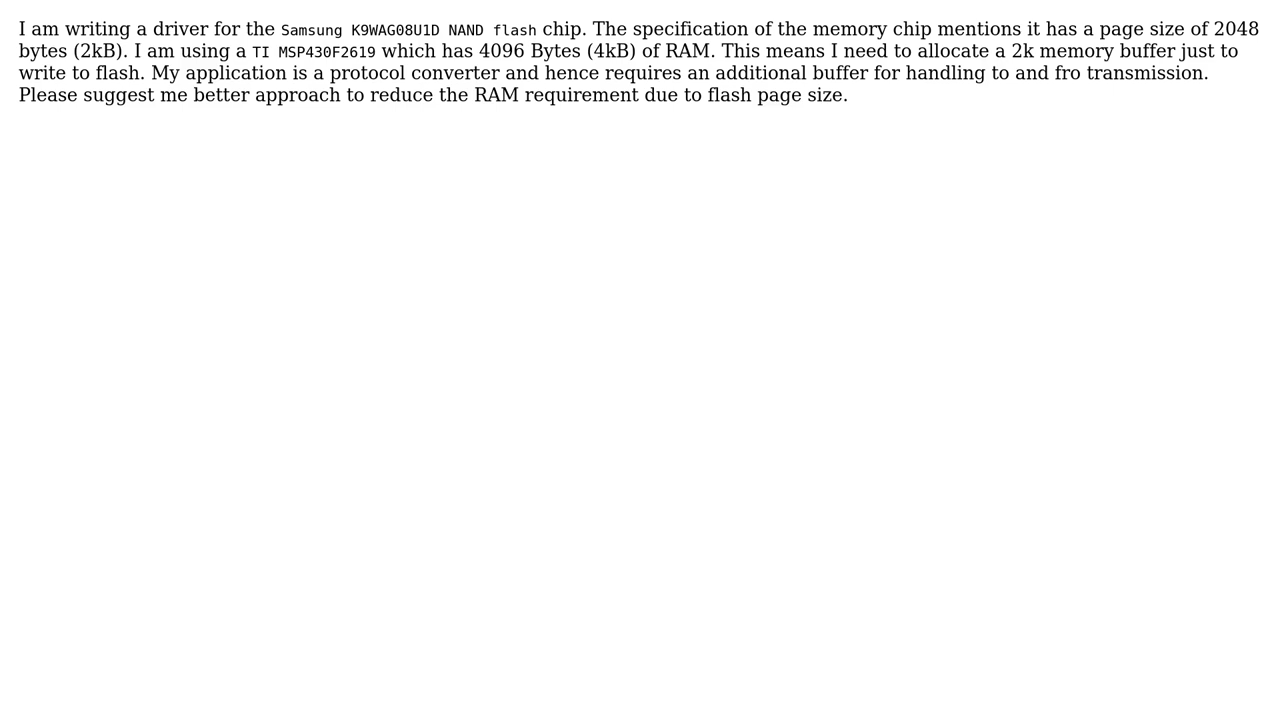 I am writing a driver for the Samsung K9WAG08U1D NAND flash chip. The specification of the memory chip mentions it has a page size of 2048
bytes (2kB). I am using a TI MSP430F2619 which has 4096 Bytes (4kB) of RAM. This means I need to allocate a 2k memory buffer just to
write to flash. My application is a protocol converter and hence requires an additional buffer for handling to and fro transmission.
Please suggest me better approach to reduce the RAM requirement due to flash page size.